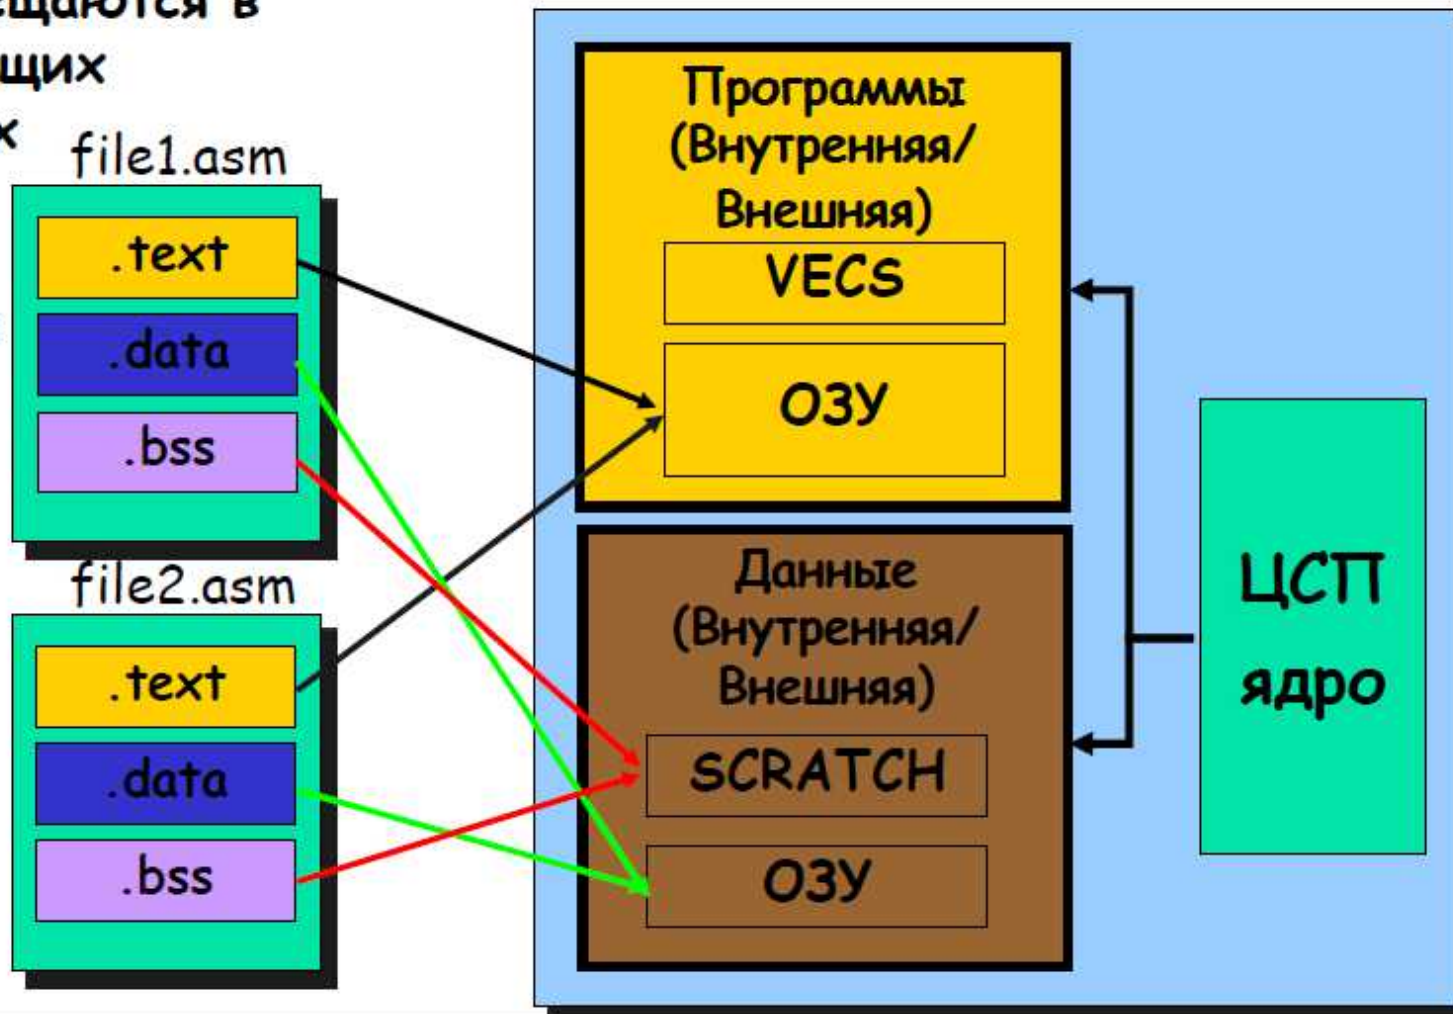 в
щих
х
file1.asm
.text
.data
.bss
file2.asm
.text
.data
.bss
Программы
(Внутренняя/
Внешняя)
VECS
ОЗУ
Данные
(Внутренняя/
Внешняя)
SCRATCH
ОЗУ
ЦСП
ядро